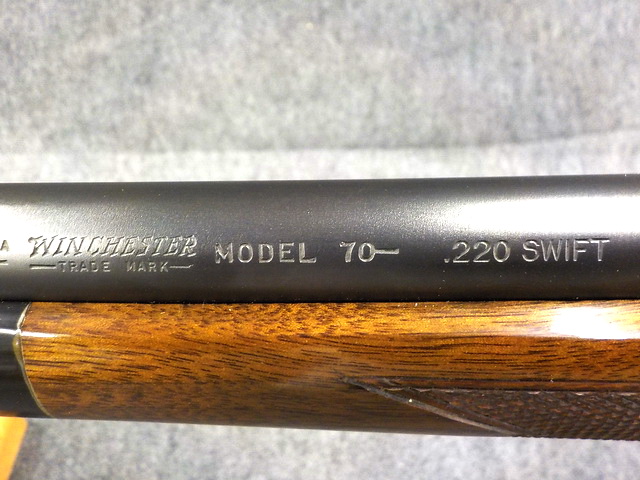 A WINCHESTER MODEL 70— .220 SWIFT
—TRADE MARK—